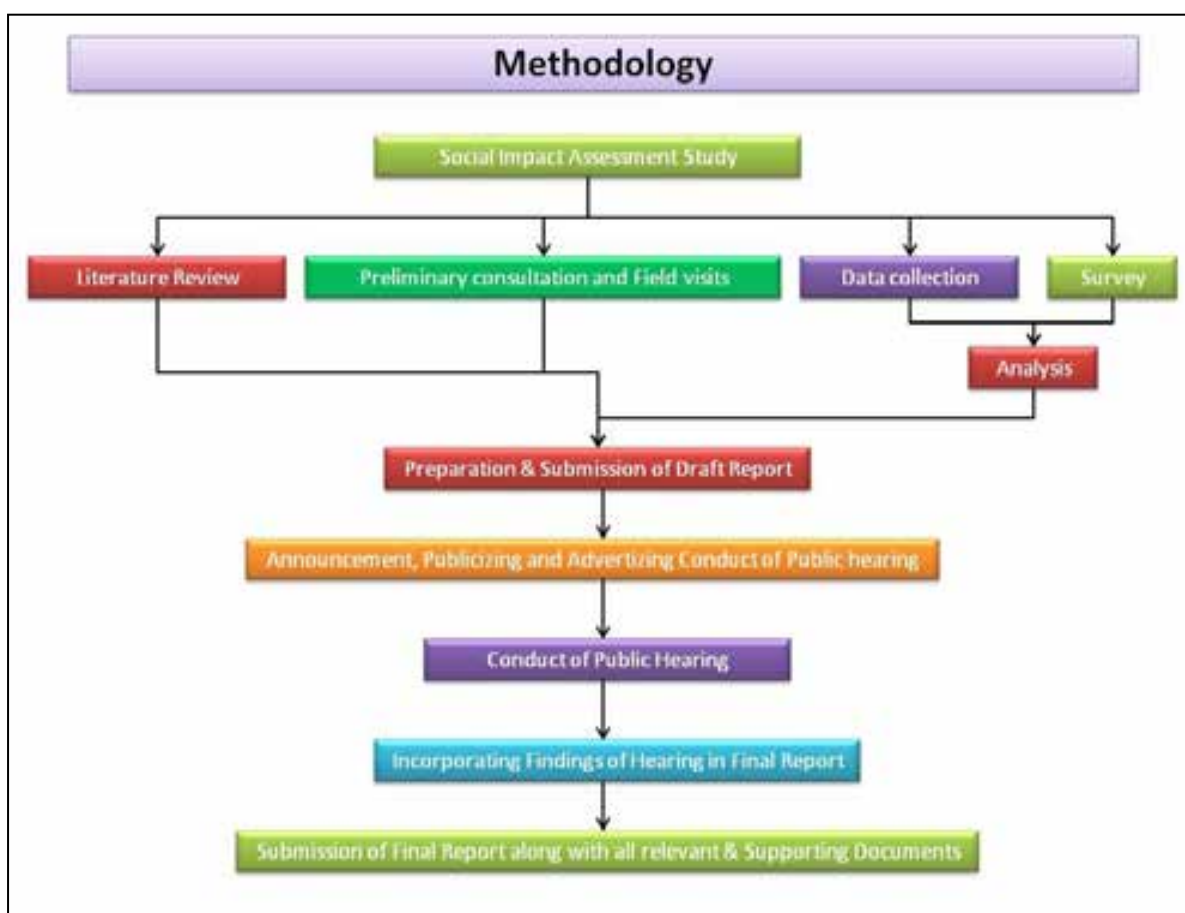 Methodology
Social Impact Assessment Study
Literature Review
Preliminary consultation and Field visits
Data collection
Survey
Analysis
Preparation & Submission of Draft Report
Announcement, Publicizing and Advertizing Conduct of Public hearing
Conduct of Public Hearing
Incorporating Findings of Hearing in Final Report
Submission of Final Report along with all relevant & Supporting Documents